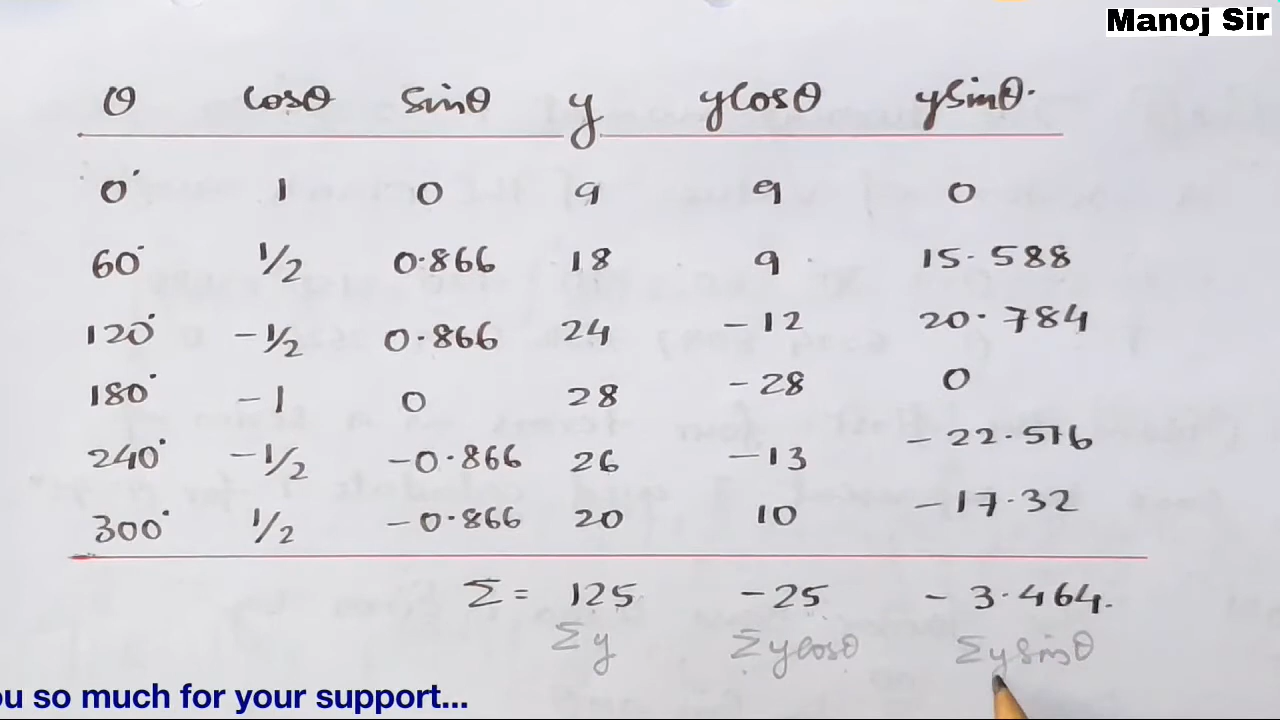 Manoj Sir
θ cosθ sinθ y ycosθ ysinθ.
0° 1 0 9 9 0
60° 1/2 0.866 18 9 15.588
120° -1/2 0.866 24 -12 20.784
180° -1 0 28 -28 0
240° -1/2 -0.866 26 -13 -22.516
300° 1/2 -0.866 20 10 -17.32
Σ = 125 -25 -3.464.
Σy Σycosθ Σysinθ
ou so much for your support...